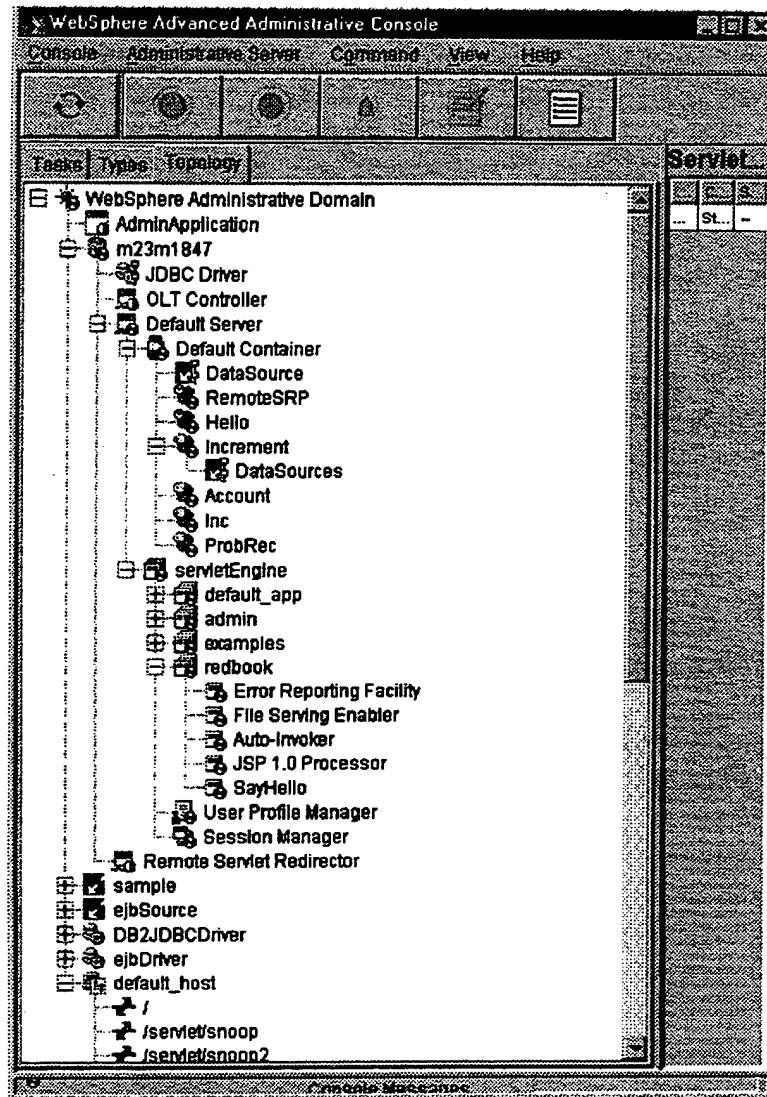 WebSphere Advanced Administrative Console
Console Administrative Server Command View Help
Tasks Types Topology
Servlet...
... C... S...
... St... --
WebSphere Administrative Domain
AdminApplication
m23m1847
JDBC Driver
OLT Controller
Default Server
Default Container
DataSource
RemoteSRP
Hello
Increment
DataSources
Account
Inc
ProbRec
servletEngine
default_app
admin
examples
redbook
Error Reporting Facility
File Serving Enabler
Auto-Invoker
JSP 1.0 Processor
SayHello
User Profile Manager
Session Manager
Remote Servlet Redirector
sample
ejbSource
DB2JDBCDriver
ejbDriver
default_host
/
/servlet/snoop
/servlet/snoop2
Console Messages